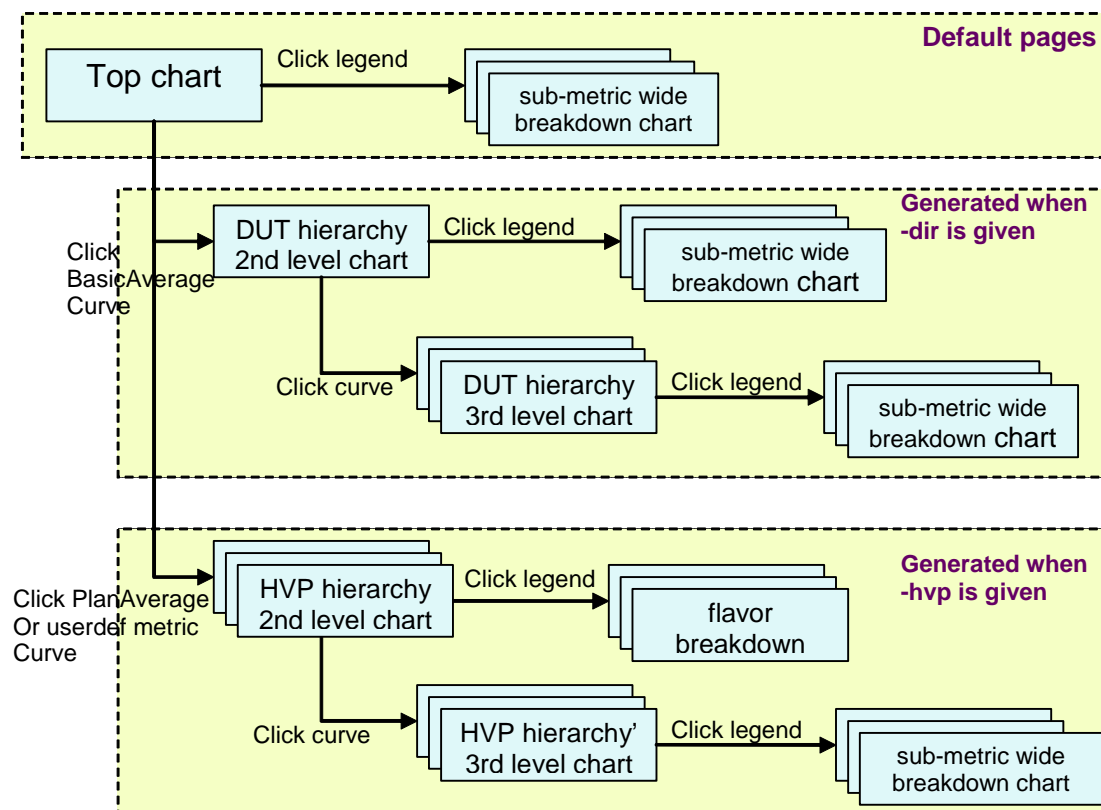 Default pages
Top chart
Click legend
sub-metric wide
breakdown chart
Generated when
-dir is given
DUT hierarchy
2nd level chart
Click legend
sub-metric wide
breakdown chart
Click
BasicAverage
Curve
Click curve
DUT hierarchy
3rd level chart
Click legend
sub-metric wide
breakdown chart
Generated when
-hvp is given
HVP hierarchy
2nd level chart
Click legend
flavor
breakdown
Click PlanAverage
Or userdef metric
Curve
Click curve
HVP hierarchy’
3rd level chart
Click legend
sub-metric wide
breakdown chart